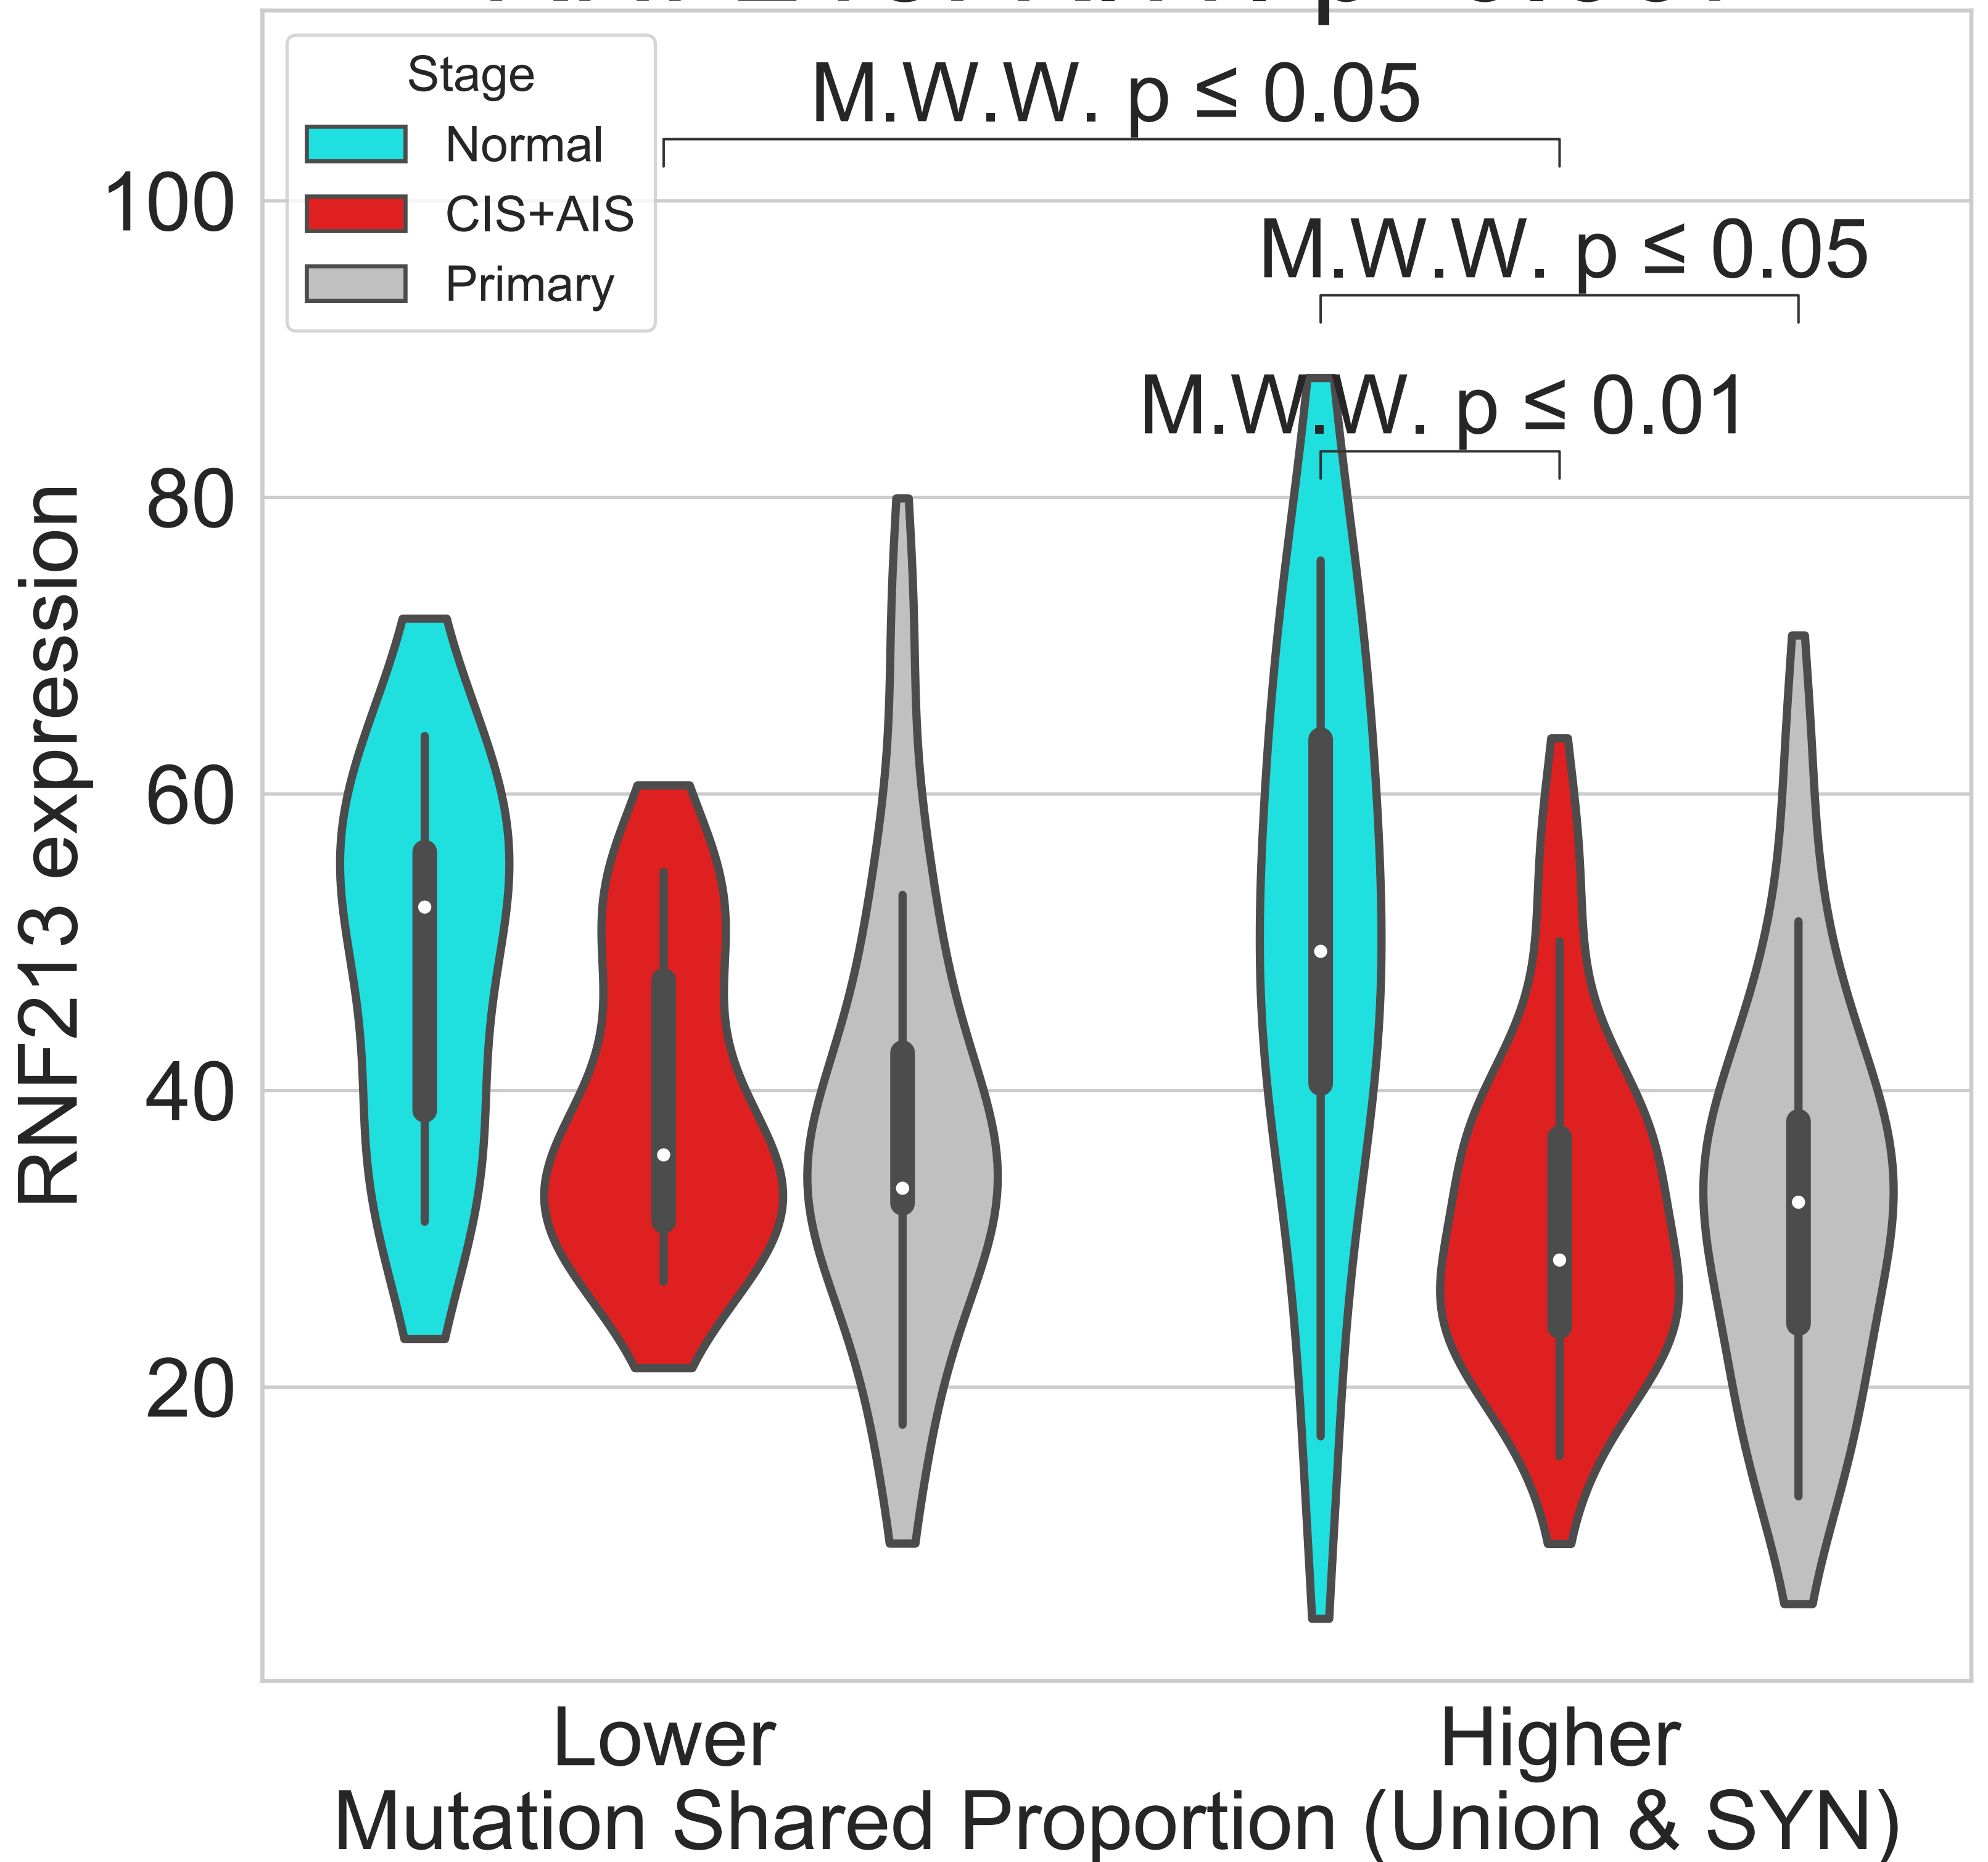 Stage
Normal
CIS+AIS
Primary
M.W.W. p ≤ 0.05
M.W.W. p ≤ 0.05
M.W.W. p ≤ 0.01
100
80
60
40
20
RNF213 expression
Lower
Higher
Mutation Shared Proportion (Union & SYN)